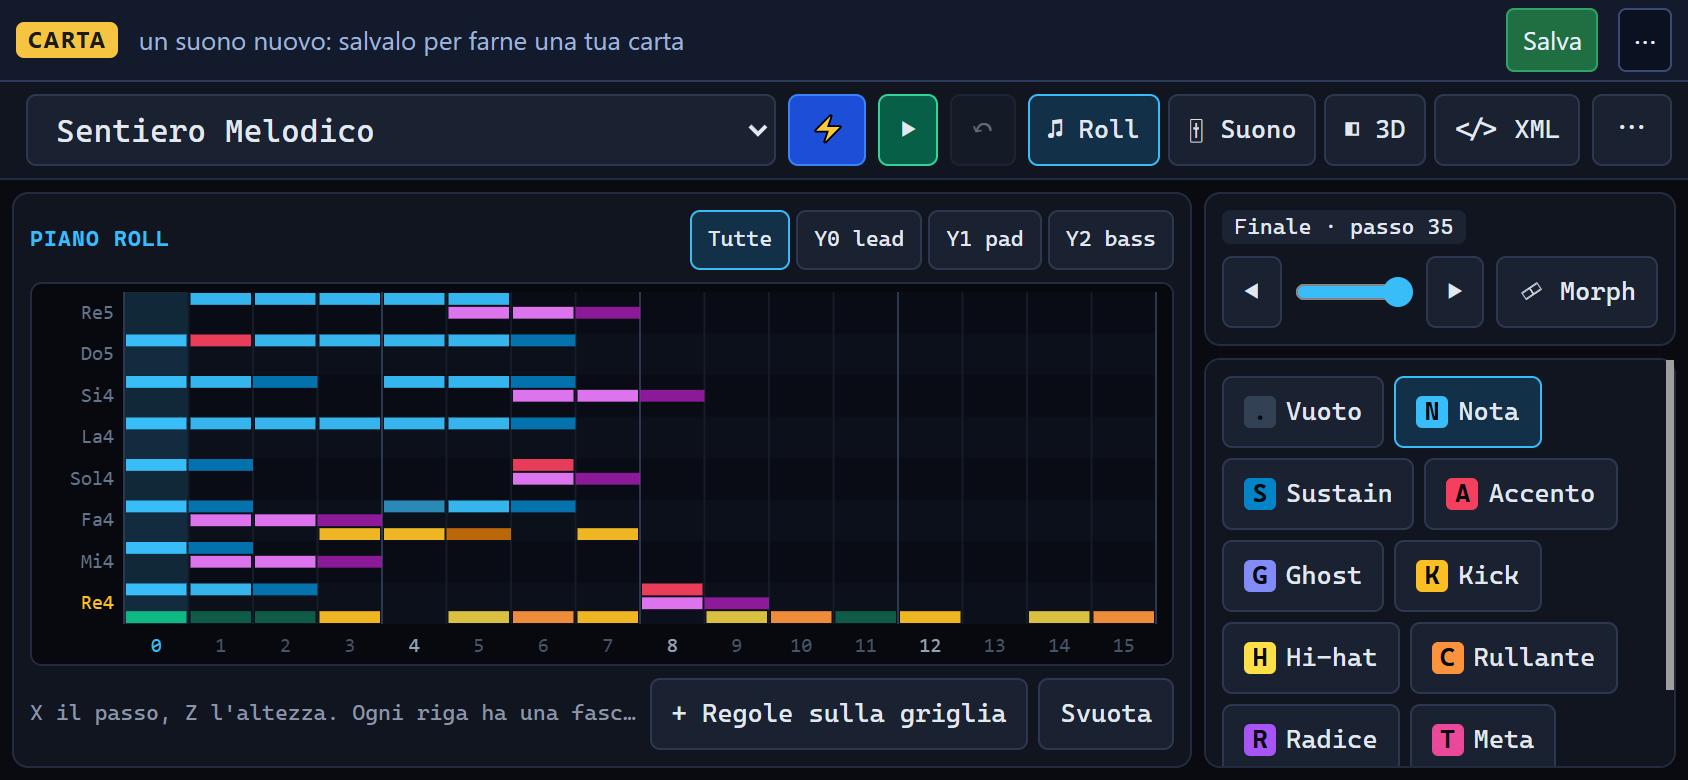 CARTA un suono nuovo: salvalo per farne una tua carta Salva ...
Sentiero Melodico ⚡ ▶ ↶ ♫ Roll Suono 3D </> XML ...
PIANO ROLL Tutte Y0 lead Y1 pad Y2 bass
Re5
Do5
Si4
La4
Sol4
Fa4
Mi4
Re4
0 1 2 3 4 5 6 7 8 9 10 11 12 13 14 15
X il passo, Z l'altezza. Ogni riga ha una fasc… + Regole sulla griglia Svuota
Finale · passo 35
◀ ▶ Morph
. Vuoto N Nota
S Sustain A Accento
G Ghost K Kick
H Hi-hat C Rullante
R Radice T Meta